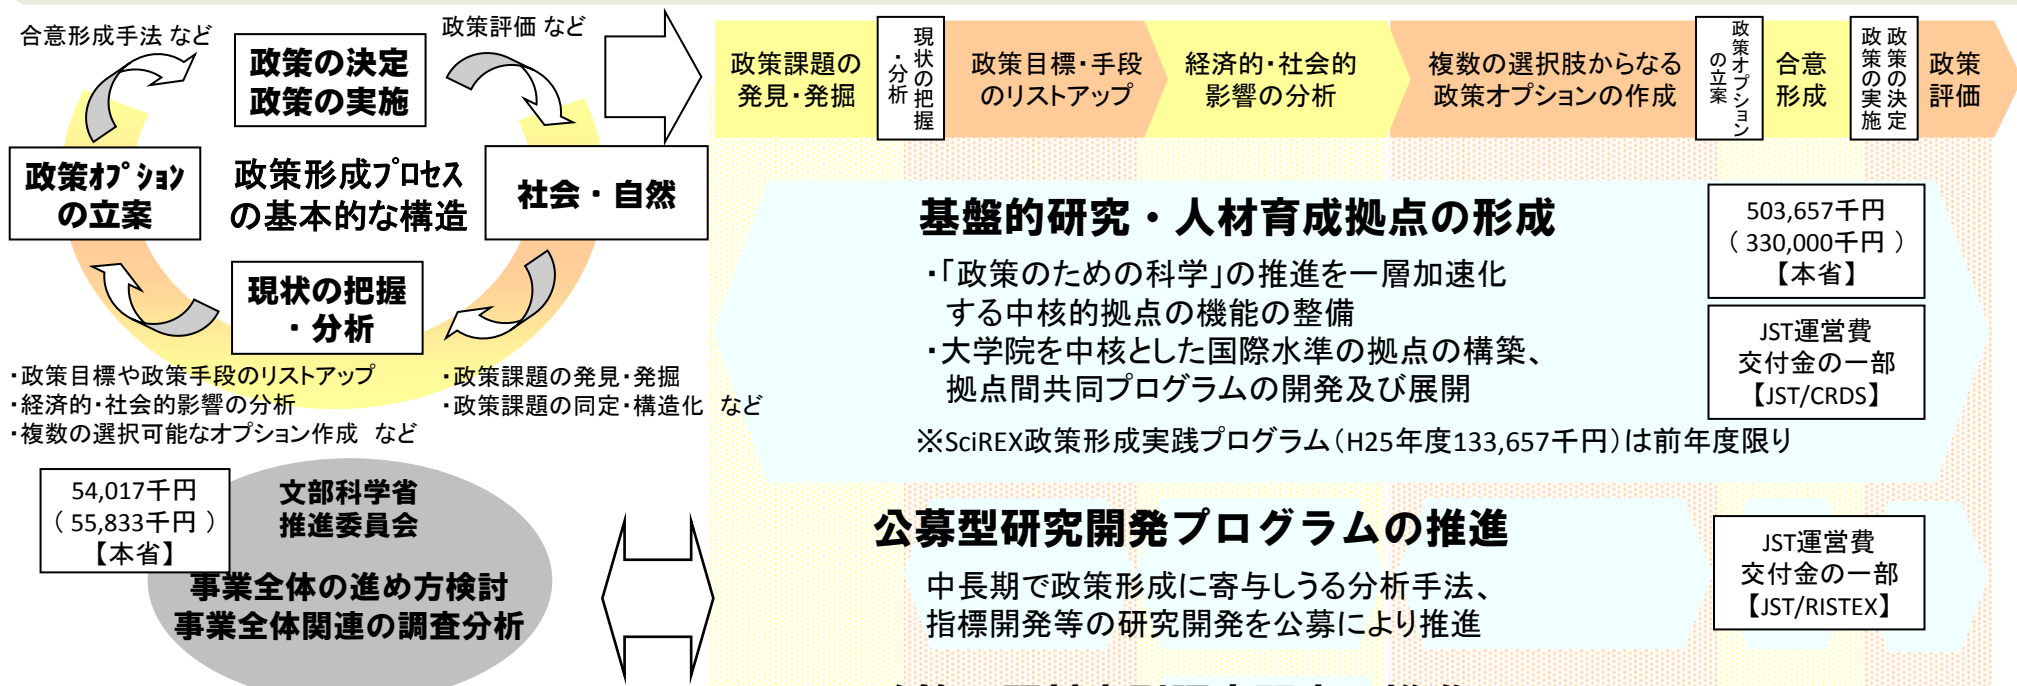 合意形成手法 など
政策の決定
政策の実施
政策評価 など
政策ｵﾌﾟｼｮﾝ
の立案
政策形成ﾌﾟﾛｾｽ
の基本的な構造
社会・自然
現状の把握
・分析
・政策目標や政策手段のリストアップ
・経済的・社会的影響の分析
・複数の選択可能なオプション作成 など
・政策課題の発見・発掘
・政策課題の同定・構造化 など
54,017千円
（ 55,833千円 ）
【本省】
文部科学省
推進委員会
事業全体の進め方検討
事業全体関連の調査分析
政策課題の
発見・発掘
現状の把握
・分析
政策目標・手段
のリストアップ
経済的・社会的
影響の分析
複数の選択肢からなる
政策オプションの作成
政策オプション
の立案
合意
形成
政策の決定
政策の実施
政策
評価
基盤的研究・人材育成拠点の形成
・「政策のための科学」の推進を一層加速化
する中核的拠点の機能の整備
・大学院を中核とした国際水準の拠点の構築、
拠点間共同プログラムの開発及び展開
※SciREX政策形成実践プログラム（H25年度133,657千円）は前年度限り
503,657千円
（ 330,000千円 ）
【本省】
JST運営費
交付金の一部
【JST/CRDS】
公募型研究開発プログラムの推進
中長期で政策形成に寄与しうる分析手法、
指標開発等の研究開発を公募により推進
JST運営費
交付金の一部
【JST/RISTEX】